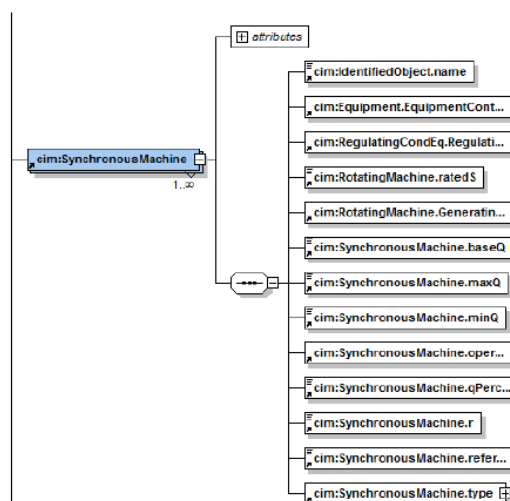 attributes
cim:IdentifiedObject.name
cim:Equipment.EquipmentCont...
cim:RegulatingCondEq.Regulati...
cim:SynchronousMachine
1..∞
cim:RotatingMachine.ratedS
cim:RotatingMachine.Generatin...
cim:SynchronousMachine.baseQ
cim:SynchronousMachine.maxQ
cim:SynchronousMachine.minQ
cim:SynchronousMachine.oper...
cim:SynchronousMachine.qPerc...
cim:SynchronousMachine.r
cim:SynchronousMachine.refer...
cim:SynchronousMachine.type